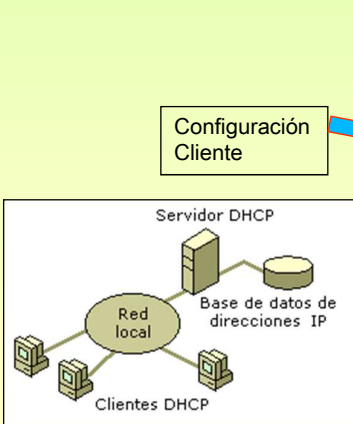 Configuración
Cliente
Servidor DHCP
Base de datos de
direcciones IP
Red
local
Clientes DHCP